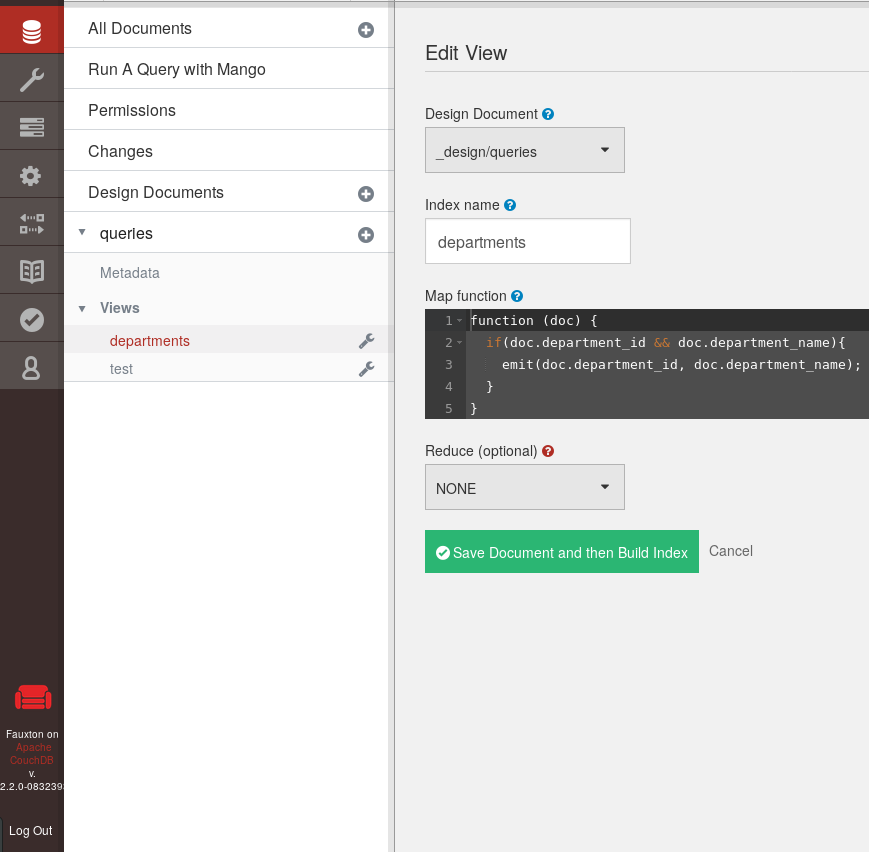 All Documents
Run A Query with Mango
Permissions
Changes
Design Documents
queries
Metadata
Views
departments
test
Fauxton on
Apache
CouchDB
v.
2.2.0-083239
Log Out
Edit View
Design Document ?
_design/queries
Index name ?
departments
Map function ?
1 function (doc) {
2   if(doc.department_id && doc.department_name){
3     emit(doc.department_id, doc.department_name);
4   }
5 }
Reduce (optional) ?
NONE
Save Document and then Build Index Cancel